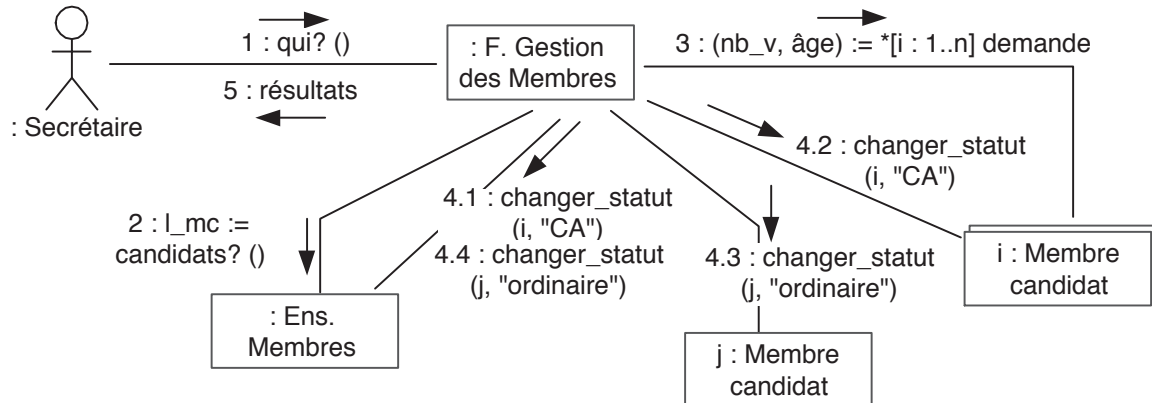 1 : qui? ()
5 : résultats
: Secrétaire
: F. Gestion
des Membres
3 : (nb_v, âge) := *[i : 1..n] demande
4.2 : changer_statut
(i, "CA")
2 : l_mc :=
candidats? ()
4.1 : changer_statut
(i, "CA")
4.4 : changer_statut
(j, "ordinaire")
4.3 : changer_statut
(j, "ordinaire")
i : Membre
candidat
: Ens.
Membres
j : Membre
candidat